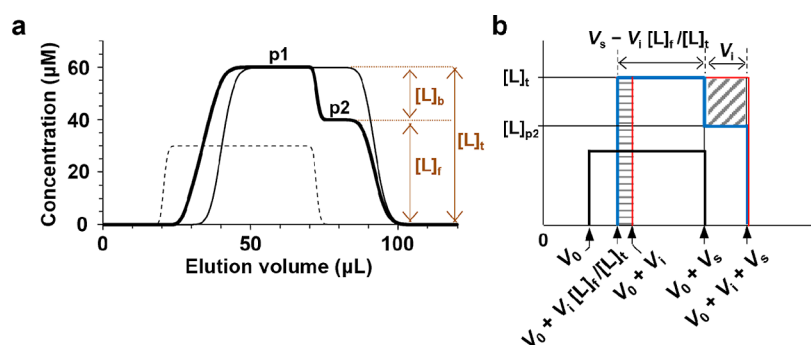 a
Concentration (µM)
60
40
20
0
p1
p2
[L]b
[L]f
[L]t
0
50
100
Elution volume (µL)
b
Vs – Vi [L]f/[L]t
Vi
[L]t
[L]p2
0
V0
V0 + Vi [L]f/[L]t
V0 + Vi
V0 + Vs
V0 + Vi + Vs